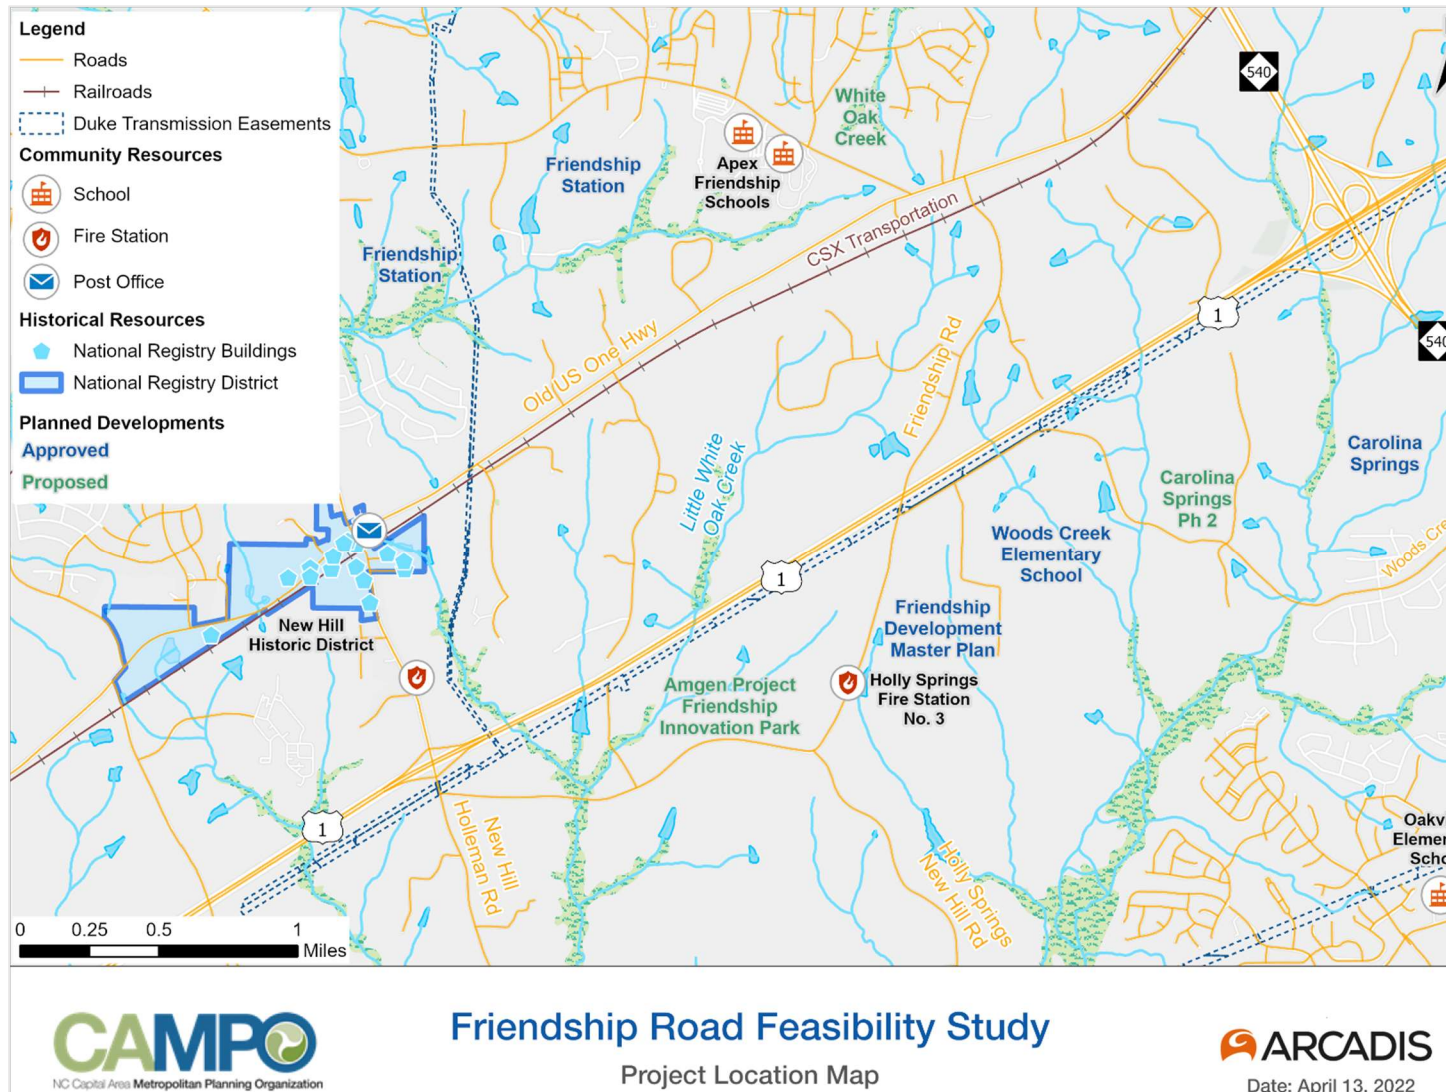 Legend
Roads
Railroads
Duke Transmission Easements
Community Resources
School
Fire Station
Post Office
Historical Resources
National Registry Buildings
National Registry District
Planned Developments
Approved
Proposed
540
White
Oak
Creek
Friendship
Station
Apex
Friendship
Schools
CSX Transportation
Friendship
Station
1
540
Old US One Hwy
Friendship Rd
Carolina
Springs
Little White
Oak Creek
Carolina
Springs
Ph 2
Woods Creek
Elementary
School
Woods Cre
1
Friendship
Development
Master Plan
New Hill
Historic District
Amgen Project
Friendship
Innovation Park
Holly Springs
Fire Station
No. 3
1
New Hill
Holleman Rd
Holly Springs
New Hill Rd
Oakv
Elemen
Scho
0 0.25 0.5 1
Miles
CAMPO
NC Capital Area Metropolitan Planning Organization
Friendship Road Feasibility Study
Project Location Map
ARCADIS
Date: April 13, 2022